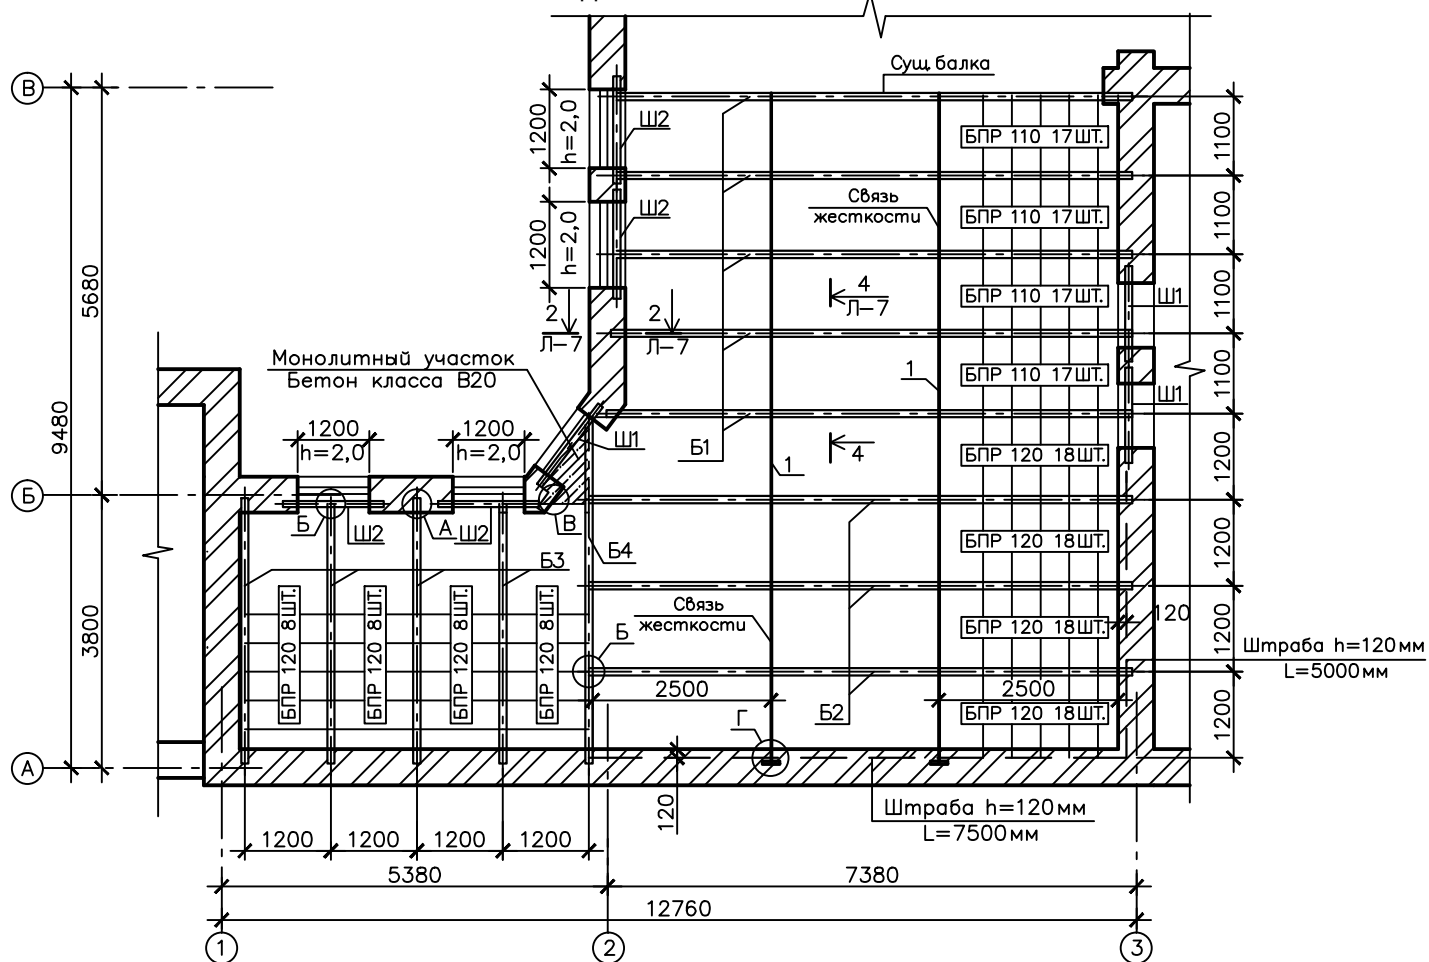 Сущ. балка
В
БПР 110 17ШТ.
1200
h=2,0
Ш2
1100
Связь
жесткости
БПР 110 17ШТ.
1200
h=2,0
Ш2
1100
5680
4
Л-7
БПР 110 17ШТ.
1100
Ш1
2
Л-7
2
Л-7
Монолитный участок
Бетон класса В20
1
БПР 110 17ШТ.
1100
Ш1
9480
1200
h=2,0
1200
h=2,0
Ш1
Б1
1
4
БПР 120 18ШТ.
1200
Б
Б
Ш2
А
Ш2
В
Б4
Б3
БПР 120 18ШТ.
1200
3800
БПР 120 8ШТ.
БПР 120 8ШТ.
БПР 120 8ШТ.
БПР 120 8ШТ.
Связь
жесткости
Б
БПР 120 18ШТ.
120
1200
Штраба h=120мм
L=5000мм
2500
2500
Б2
Г
БПР 120 18ШТ.
1200
А
120
Штраба h=120мм
L=7500мм
1200
1200
1200
1200
5380
7380
12760
1
2
3